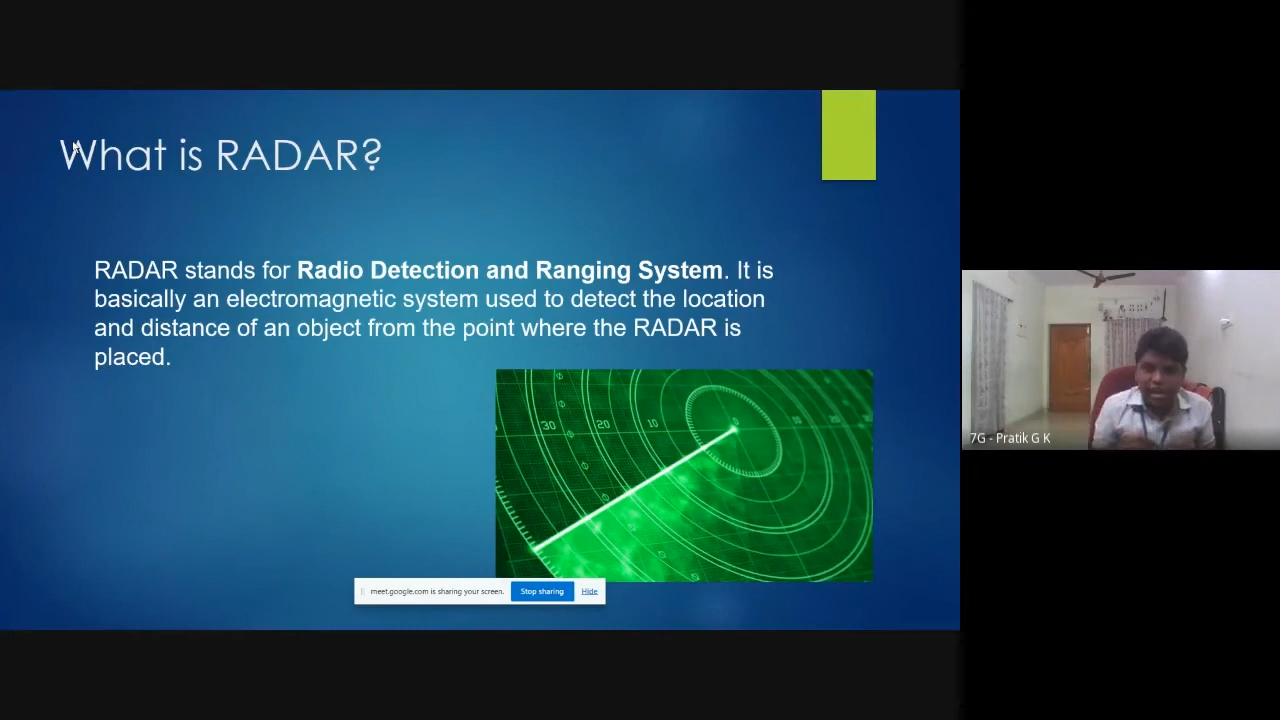 What is RADAR?
RADAR stands for Radio Detection and Ranging System. It is
basically an electromagnetic system used to detect the location
and distance of an object from the point where the RADAR is
placed.
30 20 10
meet.google.com is sharing your screen. Stop sharing Hide
7G - Pratik G K